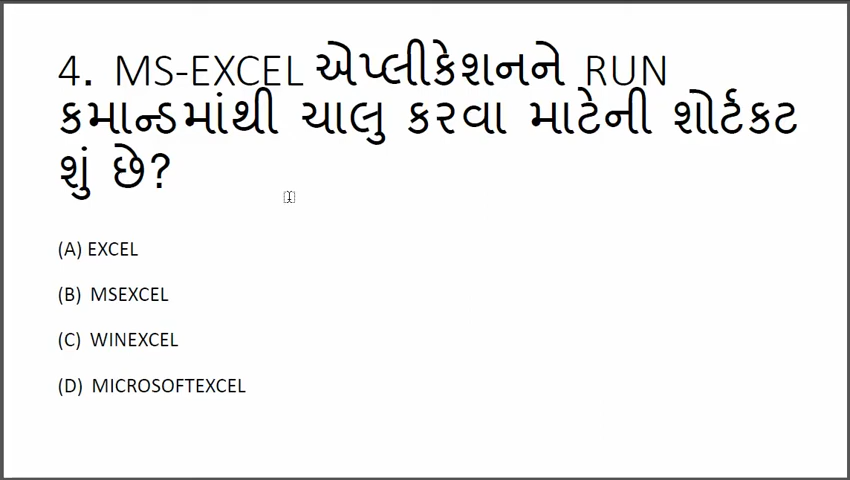 4. MS-EXCEL એપ્લીકેશનને RUN
કમાન્ડમાંથી ચાલુ કરવા માટેની શોર્ટકટ
શું છે?
(A) EXCEL
(B) MSEXCEL
(C) WINEXCEL
(D) MICROSOFTEXCEL